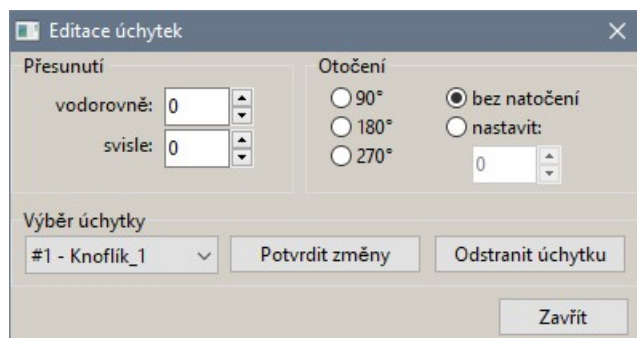 Editace úchytek
Přesunutí
vodorovně: 0
svisle: 0
Otočení
90°
180°
270°
bez natočení
nastavit:
0
Výběr úchytky
#1 - Knoflík_1
Potvrdit změny
Odstranit úchytku
Zavřít